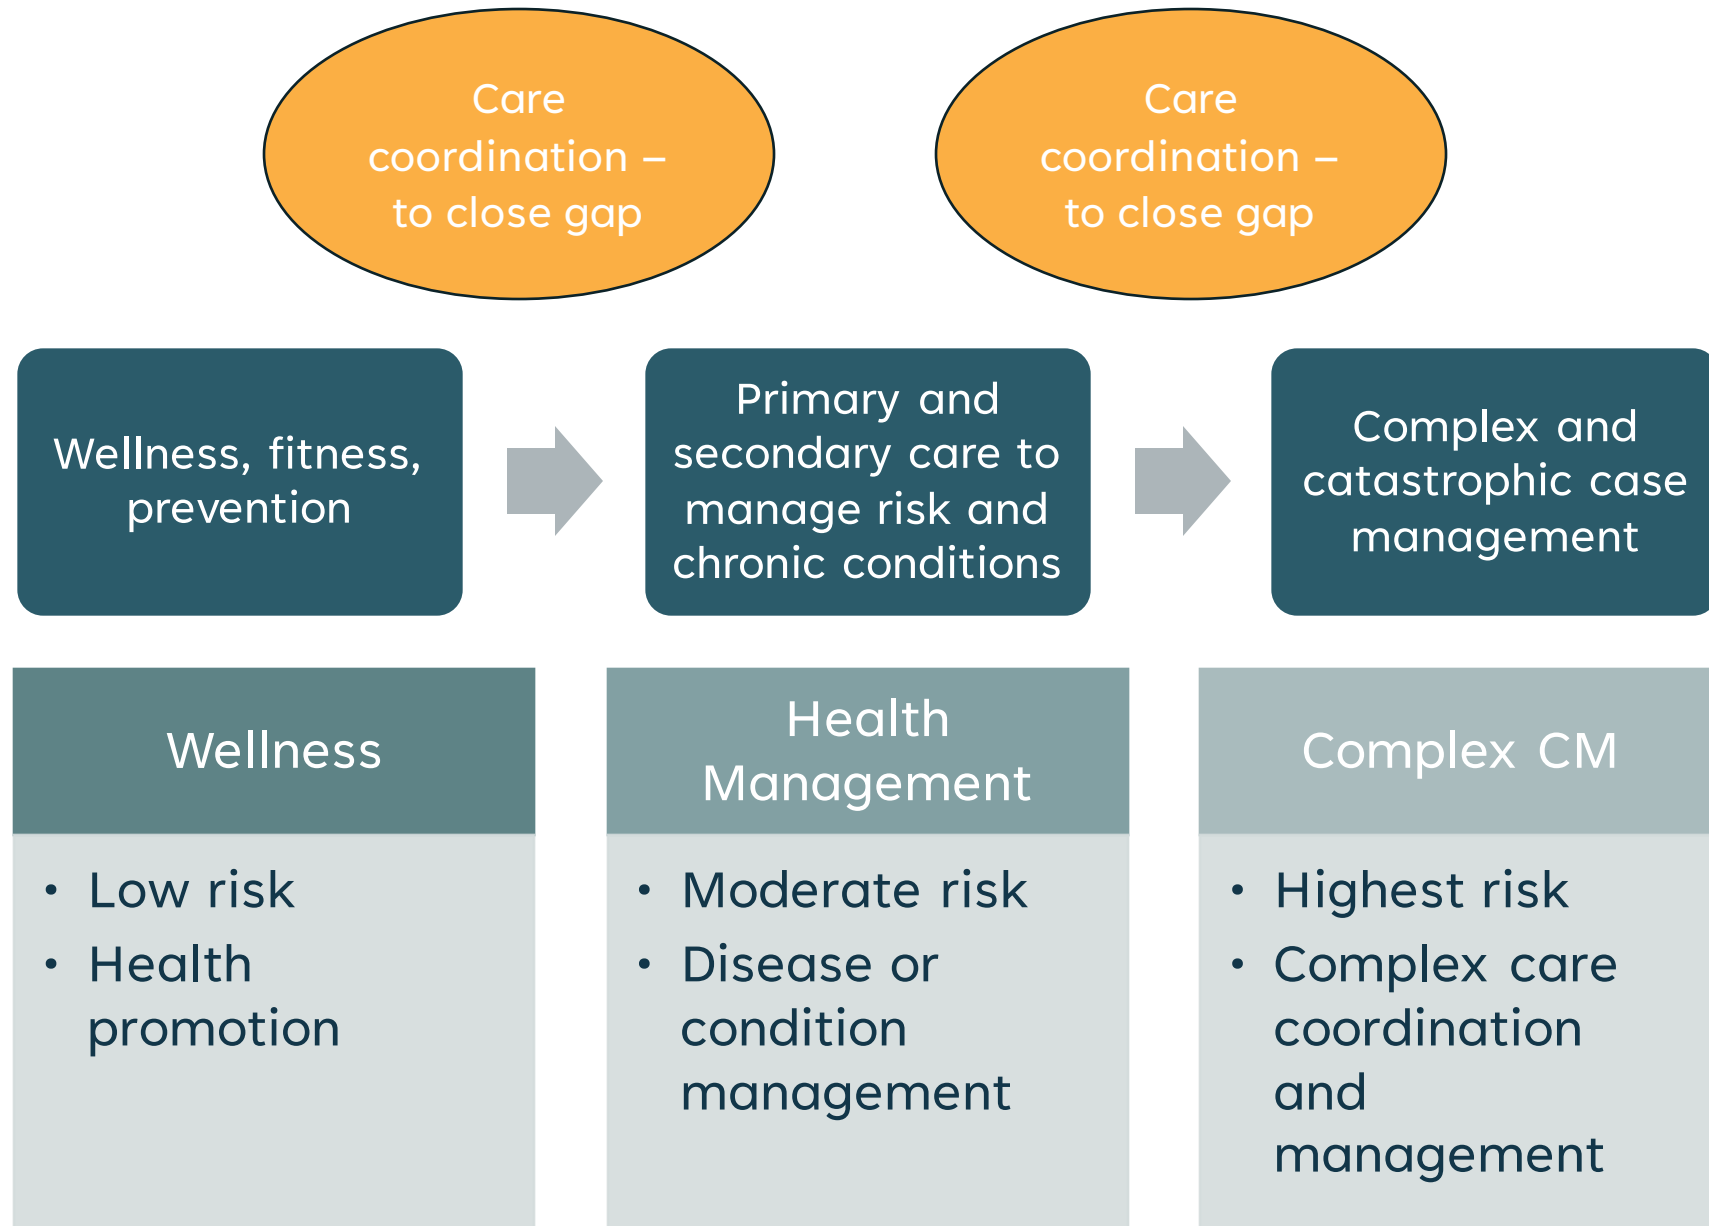 Care
coordination –
to close gap
Care
coordination –
to close gap
Wellness, fitness,
prevention
Primary and
secondary care to
manage risk and
chronic conditions
Complex and
catastrophic case
management
Wellness
• Low risk
• Health
promotion
Health
Management
• Moderate risk
• Disease or
condition
management
Complex CM
• Highest risk
• Complex care
coordination
and
management